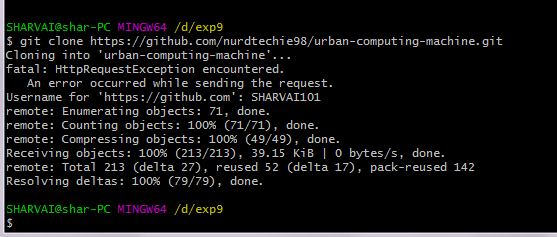 SHARVAI@shar-PC MINGW64 /d/exp9
$ git clone https://github.com/nurdtechie98/urban-computing-machine.git
Cloning into 'urban-computing-machine'...
fatal: HttpRequestException encountered.
   An error occurred while sending the request.
Username for 'https://github.com': SHARVAI101
remote: Enumerating objects: 71, done.
remote: Counting objects: 100% (71/71), done.
remote: Compressing objects: 100% (49/49), done.
Receiving objects: 100% (213/213), 39.15 KiB | 0 bytes/s, done.
remote: Total 213 (delta 27), reused 52 (delta 17), pack-reused 142
Resolving deltas: 100% (79/79), done.
SHARVAI@shar-PC MINGW64 /d/exp9
$